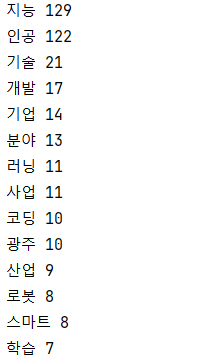 지능 129
인공 122
기술 21
개발 17
기업 14
분야 13
러닝 11
사업 11
코딩 10
광주 10
산업 9
로봇 8
스마트 8
학습 7